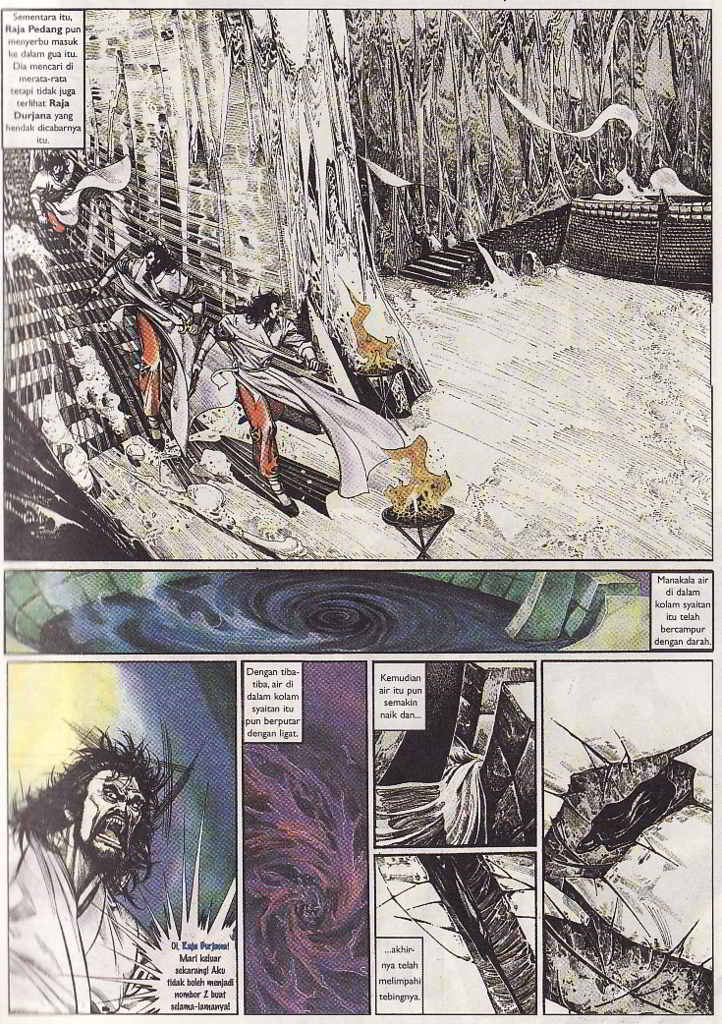 Sementara itu,
Raja Pedang pun
menyerbu masuk
ke dalam gua itu.
Dia mencari di
merata-rata
tetapi tidak juga
terlihat Raja
Durjana yang
hendak dicabarnya
itu.
Manakala air
di dalam
kolam syaitan
itu telah
bercampur
dengan darah.
Oi, Raja Durjana!
Mari keluar
sekarang! Aku
tidak boleh menjadi
nombor 2 buat
selama-lamanya!
Dengan tiba-
tiba, air di
dalam kolam
syaitan itu
pun berputar
dengan ligat.
Kemudian
air itu pun
semakin
naik dan...
...akhir-
nya telah
melimpahi
tebingnya.